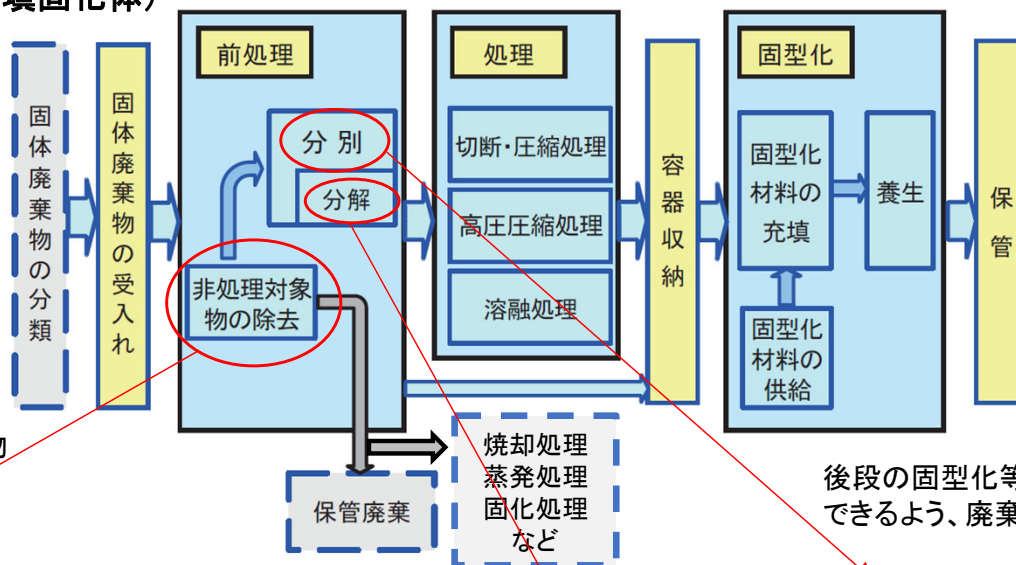 填固化体）
固体廃棄物の分類
固体廃棄物の受入れ
前処理
分別
分解
非処理対象
物の除去
処理
切断・圧縮処理
高圧圧縮処理
溶融処理
容器収納
固型化
固型化
材料の
充填
養生
固型化
材料の
供給
保管
物
保管廃棄
焼却処理
蒸発処理
固化処理
など
後段の固型化等
できるよう、廃棄